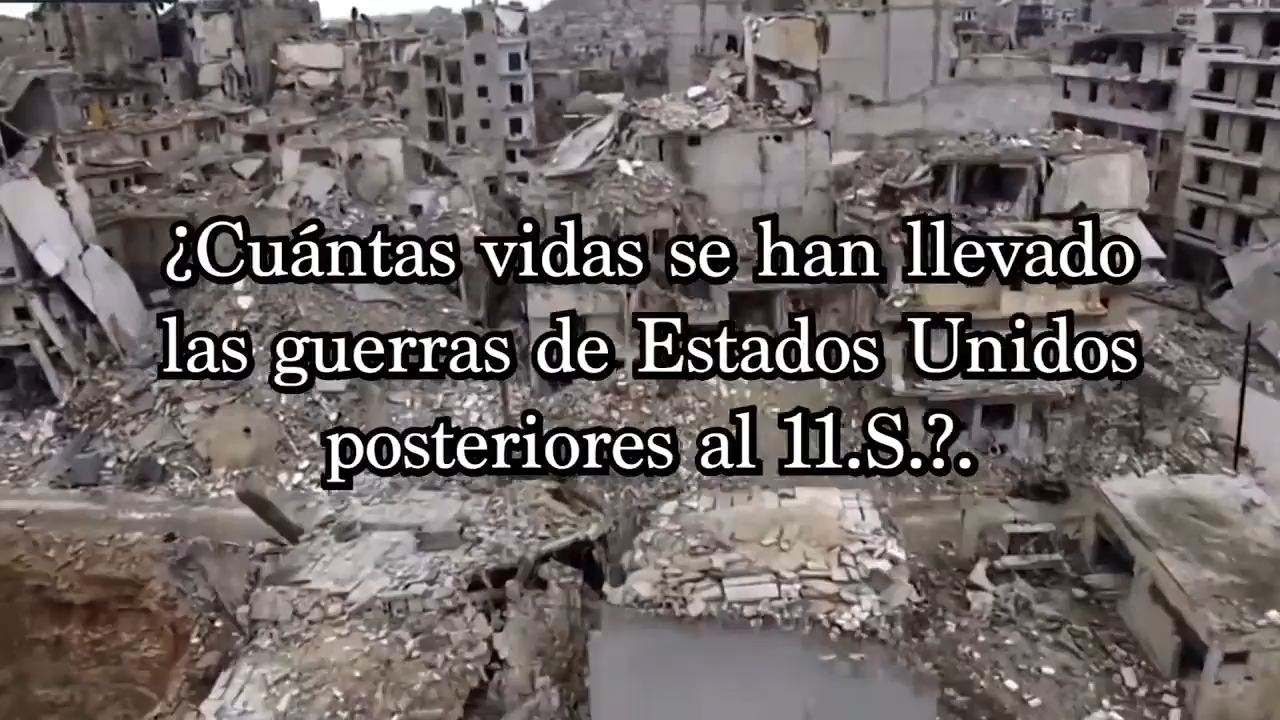 ¿Cuántas vidas se han llevado
las guerras de Estados Unidos
posteriores al 11.S.?.